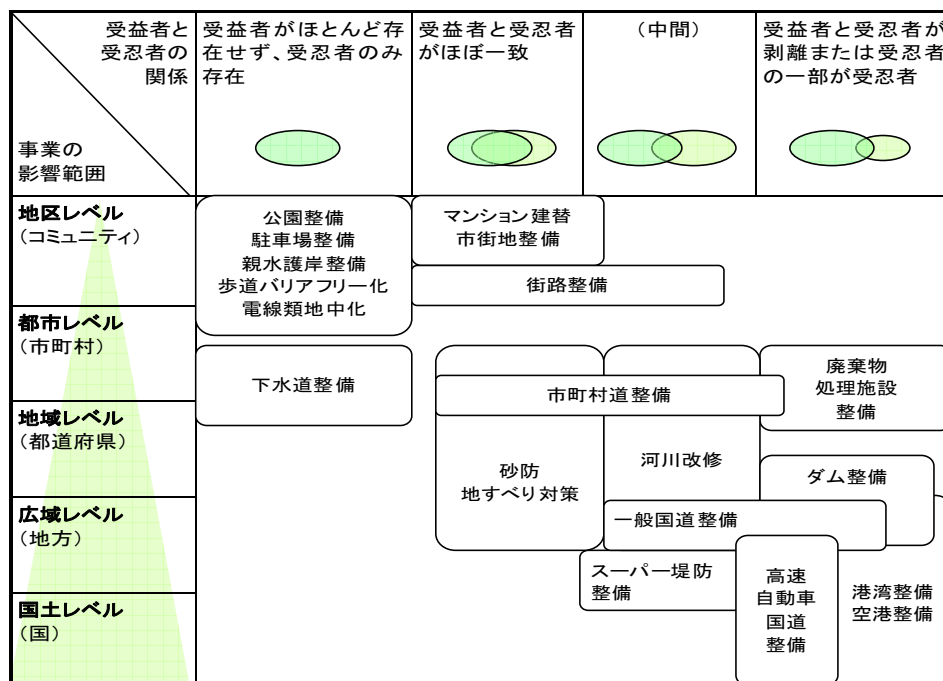 受益者と
受忍者の
関係
事業の
影響範囲
受益者がほとんど存
在せず、受忍者のみ
存在
受益者と受忍者
がほぼ一致
（中間）
受益者と受忍者が
剥離または受忍者
の一部が受忍者
地区レベル
（コミュニティ）
都市レベル
（市町村）
地域レベル
（都道府県）
広域レベル
（地方）
国土レベル
（国）
公園整備
駐車場整備
親水護岸整備
歩道バリアフリー化
電線類地中化
マンション建替
市街地整備
街路整備
下水道整備
市町村道整備
廃棄物
処理施設
整備
砂防
地すべり対策
河川改修
ダム整備
一般国道整備
スーパー堤防
整備
高速
自動車
国道
整備
港湾整備
空港整備